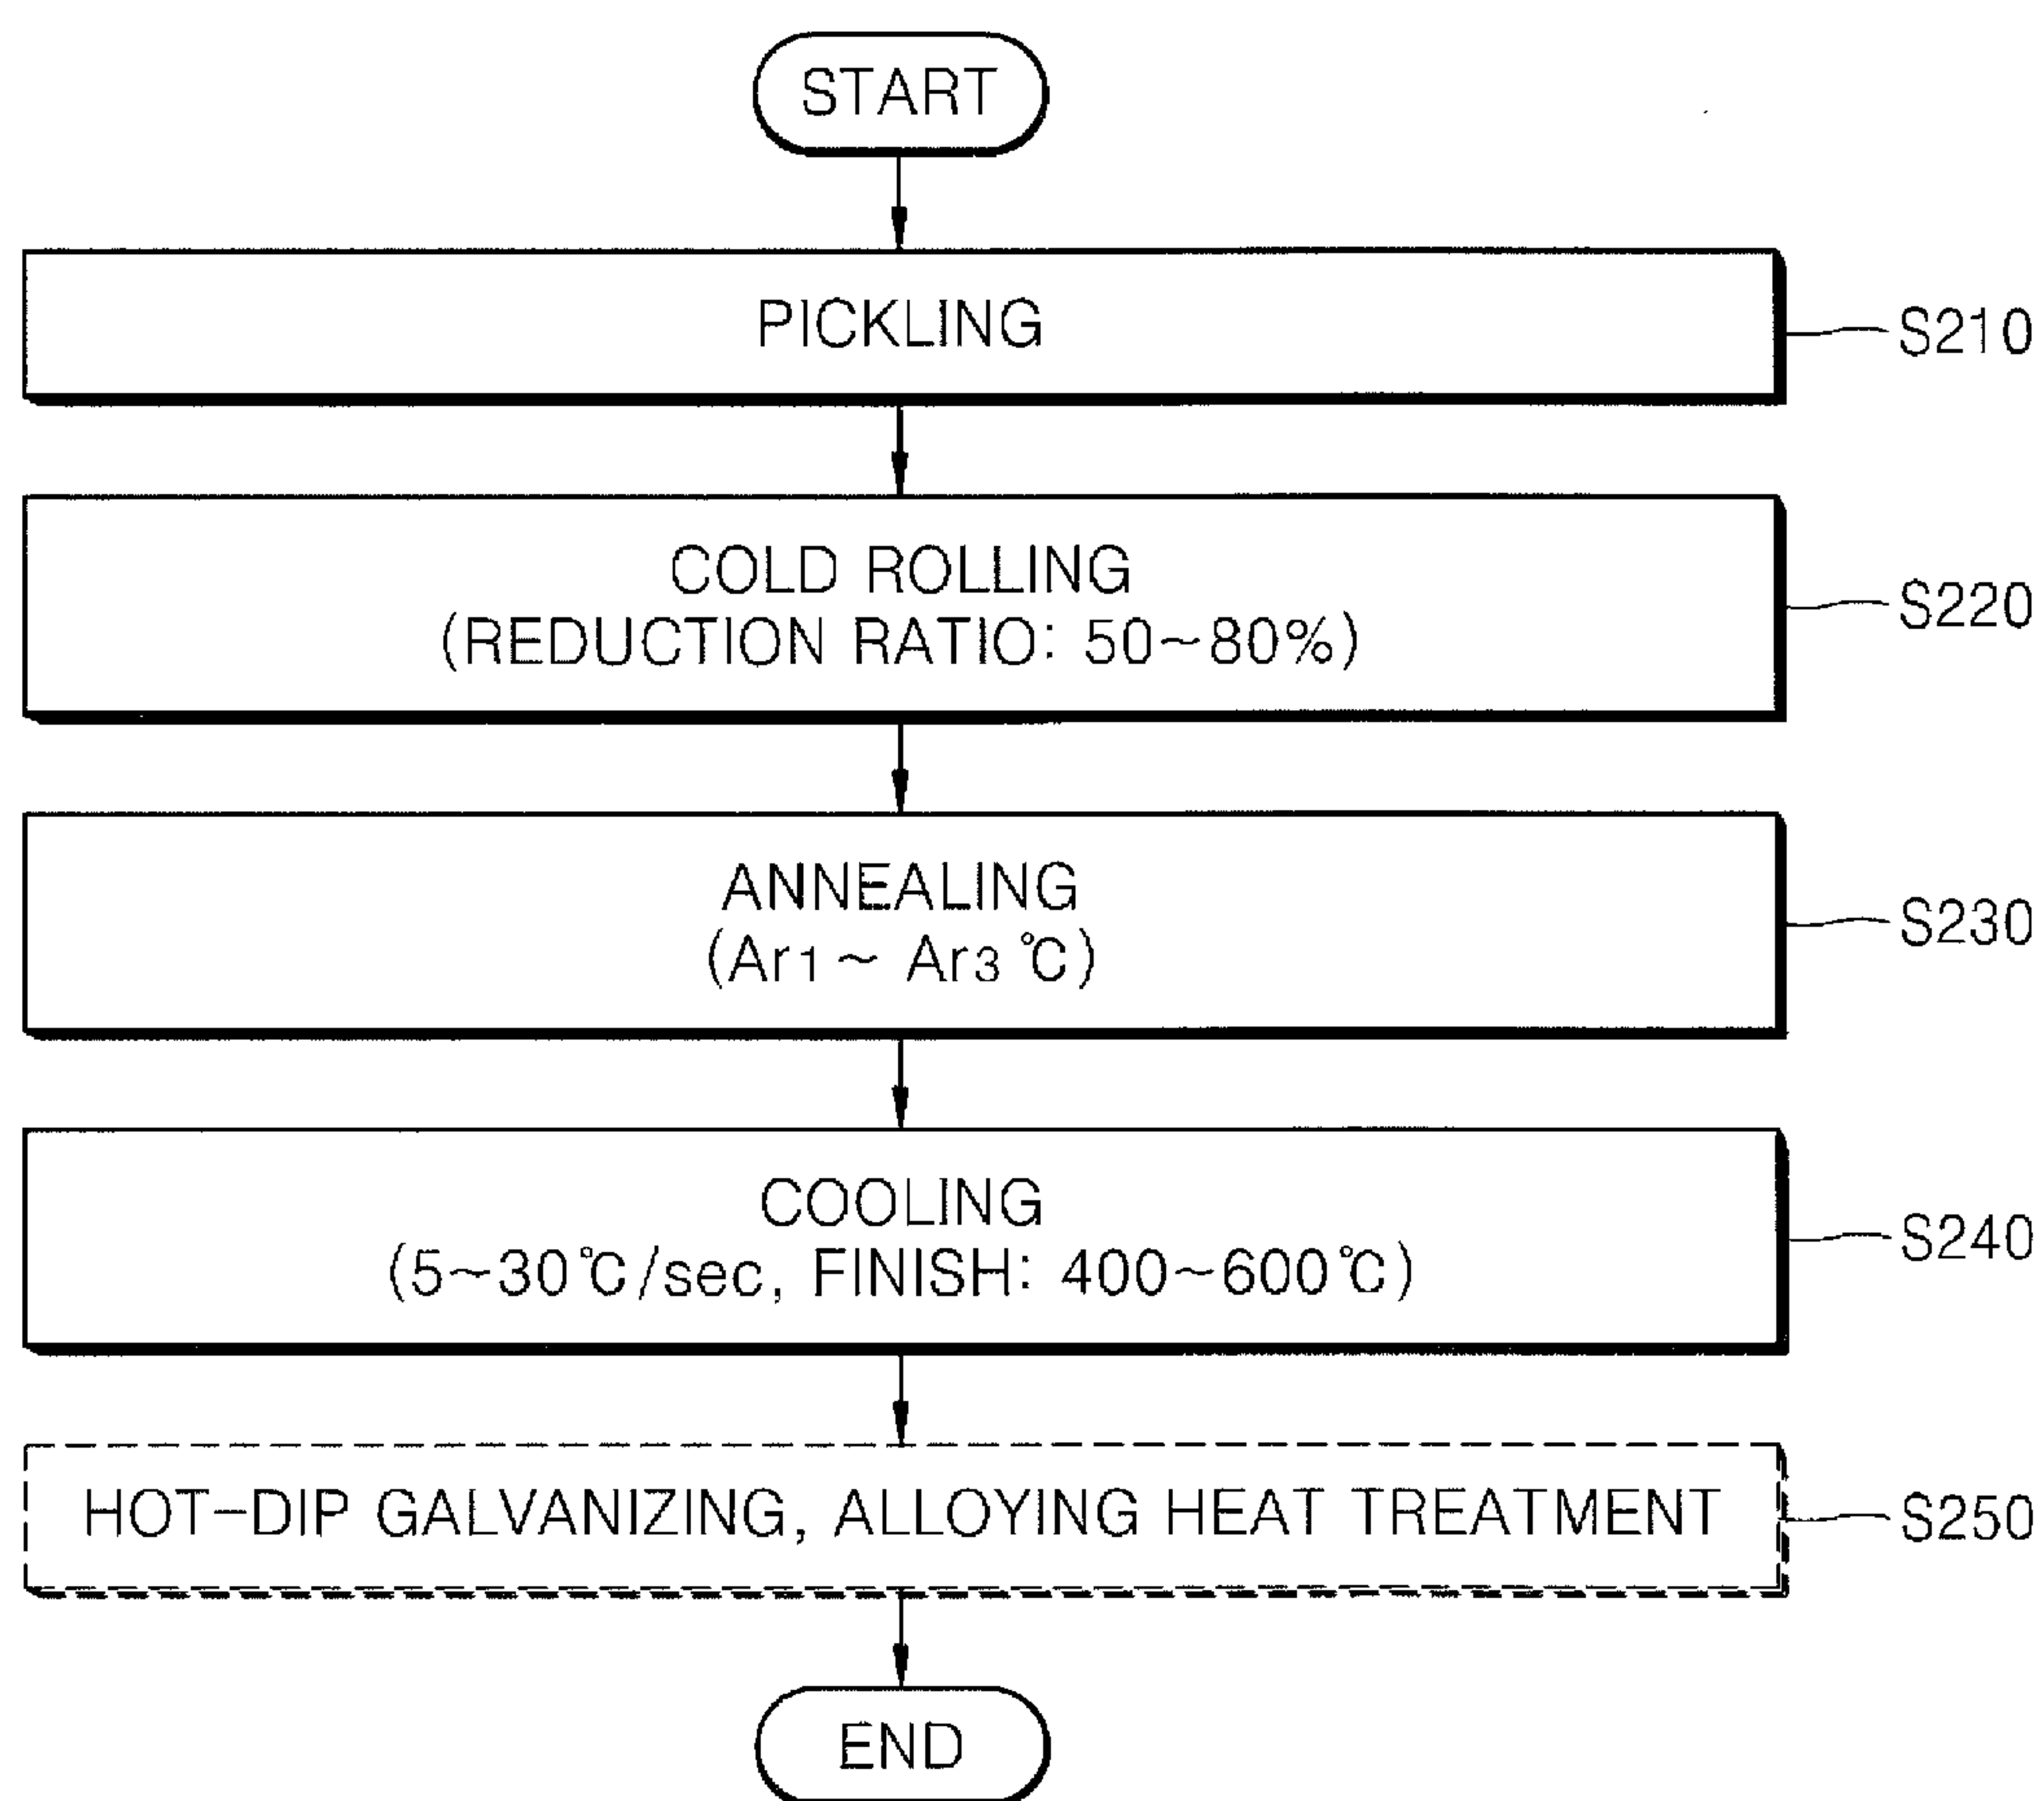 START
PICKLING
S210
COLD ROLLING
(REDUCTION RATIO: 50~80%)
S220
ANNEALING
(Ar1~ Ar3℃)
S230
COOLING
(5~30℃/sec, FINISH: 400~600℃)
S240
HOT-DIP GALVANIZING, ALLOYING HEAT TREATMENT
S250
END